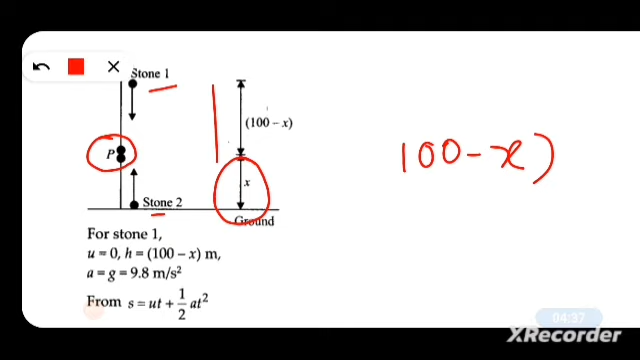 Stone 1
(100 − x)
100 − x)
P
x
Stone 2
Ground
For stone 1,
u = 0, h = (100 − x) m,
a = g = 9.8 m/s²
From s = ut + 1/2 at²
04:37
XRecorder